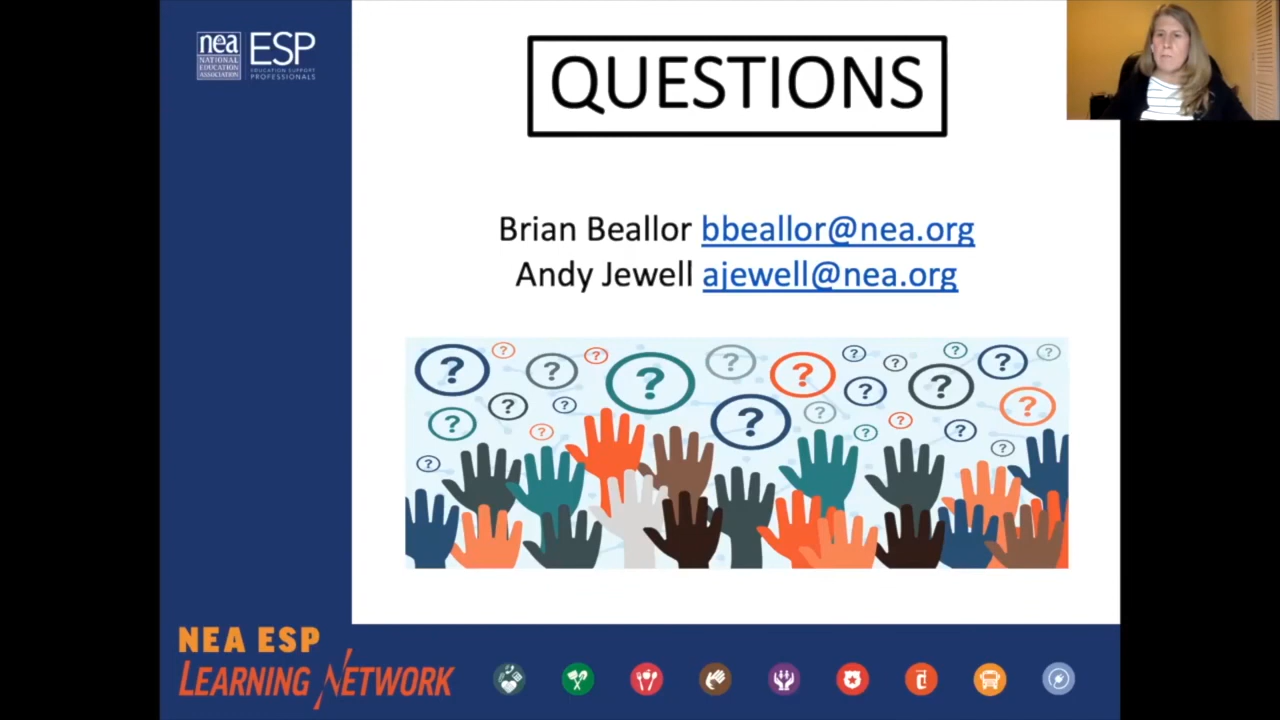 nea
NATIONAL
EDUCATION
ASSOCIATION
ESP
EDUCATION SUPPORT
PROFESSIONALS
QUESTIONS
Brian Beallor bbeallor@nea.org
Andy Jewell ajewell@nea.org
? ? ? ? ? ? ? ? ? ? ? ? ?
? ? ? ? ? ? ? ? ? ? ? ?
NEA ESP
LEARNING NETWORK